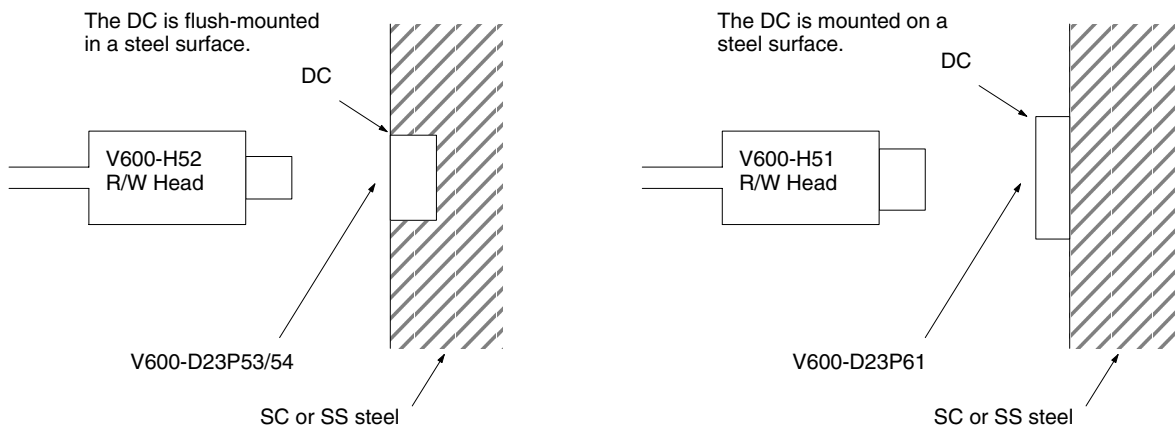 The DC is flush-mounted
in a steel surface.
DC
V600-H52
R/W Head
V600-D23P53/54
SC or SS steel
The DC is mounted on a
steel surface.
DC
V600-H51
R/W Head
V600-D23P61
SC or SS steel